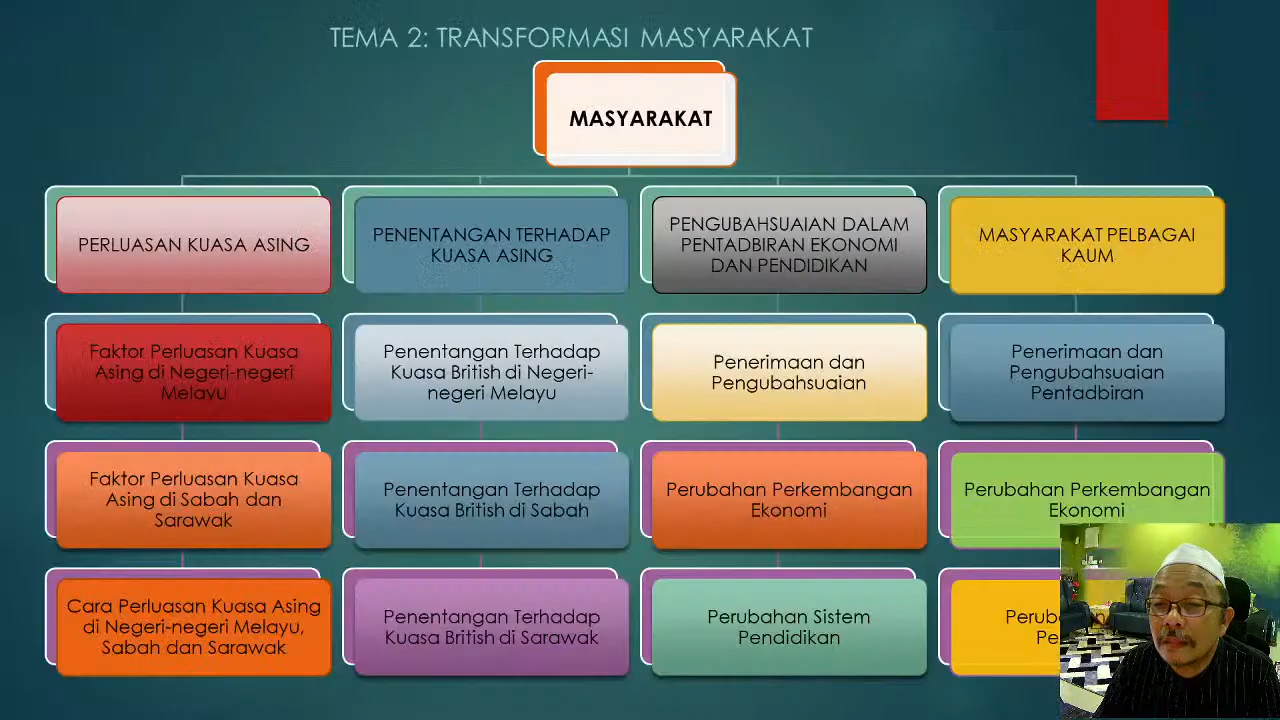 TEMA 2: TRANSFORMASI MASYARAKAT
MASYARAKAT
PERLUASAN KUASA ASING
PENENTANGAN TERHADAP
KUASA ASING
PENGUBAHSUAIAN DALAM
PENTADBIRAN EKONOMI
DAN PENDIDIKAN
MASYARAKAT PELBAGAI
KAUM
Faktor Perluasan Kuasa
Asing di Negeri-negeri
Melayu
Penentangan Terhadap
Kuasa British di Negeri-
negeri Melayu
Penerimaan dan
Pengubahsuaian
Penerimaan dan
Pengubahsuaian
Pentadbiran
Faktor Perluasan Kuasa
Asing di Sabah dan
Sarawak
Penentangan Terhadap
Kuasa British di Sabah
Perubahan Perkembangan
Ekonomi
Perubahan Perkembangan
Ekonomi
Cara Perluasan Kuasa Asing
di Negeri-negeri Melayu,
Sabah dan Sarawak
Penentangan Terhadap
Kuasa British di Sarawak
Perubahan Sistem
Pendidikan